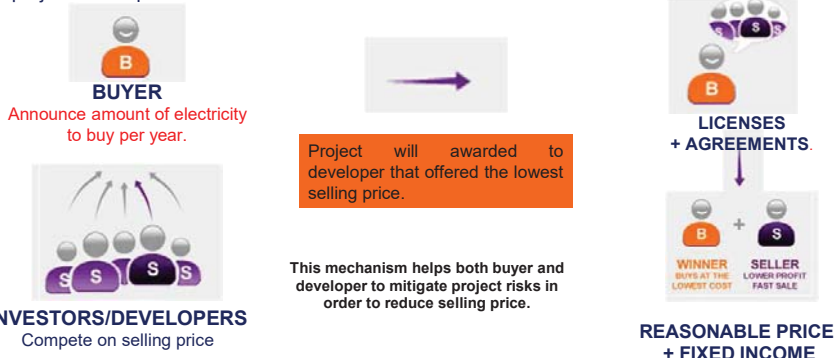 B
BUYER
Announce amount of electricity
to buy per year.
S S S S
INVESTORS/DEVELOPERS
Compete on selling price
Project will awarded to
developer that offered the lowest
selling price.
This mechanism helps both buyer and
developer to mitigate project risks in
order to reduce selling price.
S S S
B
LICENSES
+ AGREEMENTS.
B + S
WINNER SELLER
BUYS AT THE LOWER PROFIT
LOWEST COST FAST SALE
REASONABLE PRICE
+ FIXED INCOME